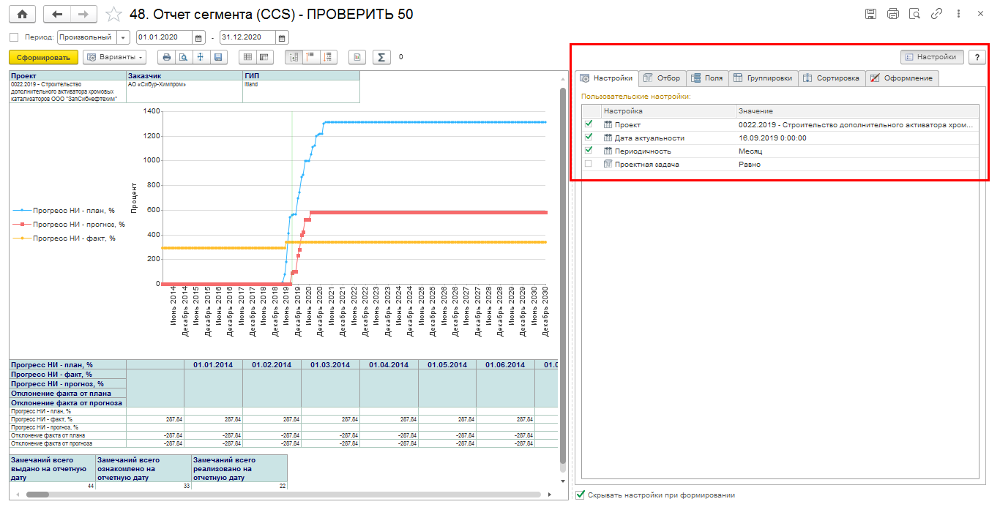 48. Отчет сегмента (CCS) - ПРОВЕРИТЬ 50
Период: Произвольный 01.01.2020 - 31.12.2020
Сформировать Варианты 0
Настройки ?
Проект Заказчик ГИП
0022.2019 - Строительство дополнительного активатора хромовых катализаторов ООО "ЗапСибнефтехим" АО «Сибур-Химпром» Itland
1400
1200
1000
800
600
400
200
0
Процент
Прогресс НИ - план, %
Прогресс НИ - прогноз, %
Прогресс НИ - факт, %
Июнь 2014
Декабрь 2014
Июнь 2015
Декабрь 2015
Июнь 2016
Декабрь 2016
Июнь 2017
Декабрь 2017
Июнь 2018
Декабрь 2018
Июнь 2019
Декабрь 2019
Июнь 2020
Декабрь 2020
Июнь 2021
Декабрь 2021
Июнь 2022
Декабрь 2022
Июнь 2023
Декабрь 2023
Июнь 2024
Декабрь 2024
Июнь 2025
Декабрь 2025
Июнь 2026
Декабрь 2026
Июнь 2027
Декабрь 2027
Июнь 2028
Декабрь 2028
Июнь 2029
Декабрь 2029
Июнь 2030
Декабрь 2030
Прогресс НИ - план, % 01.01.2014 01.02.2014 01.03.2014 01.04.2014 01.05.2014 01.06.2014 01.0
Прогресс НИ - факт, %
Прогресс НИ - прогноз, %
Отклонение факта от плана
Отклонение факта от прогноза
Прогресс НИ - план, %
Прогресс НИ - факт, % 287,84 287,84 287,84 287,84 287,84 287,84
Прогресс НИ - прогноз, %
Отклонение факта от плана -287,84 -287,84 -287,84 -287,84 -287,84 -287,84
Отклонение факта от прогноза -287,84 -287,84 -287,84 -287,84 -287,84 -287,84
Замечаний всего выдано на отчетную дату Замечаний всего ознакомлено на отчетную дату Замечаний всего реализовано на отчетную дату
44 33 22
Настройки Отбор Поля Группировки Сортировка Оформление
Пользовательские настройки:
Настройка Значение
Проект 0022.2019 - Строительство дополнительного активатора хром...
Дата актуальности 16.09.2019 0:00:00
Периодичность Месяц
Проектная задача Равно
Скрывать настройки при формировании